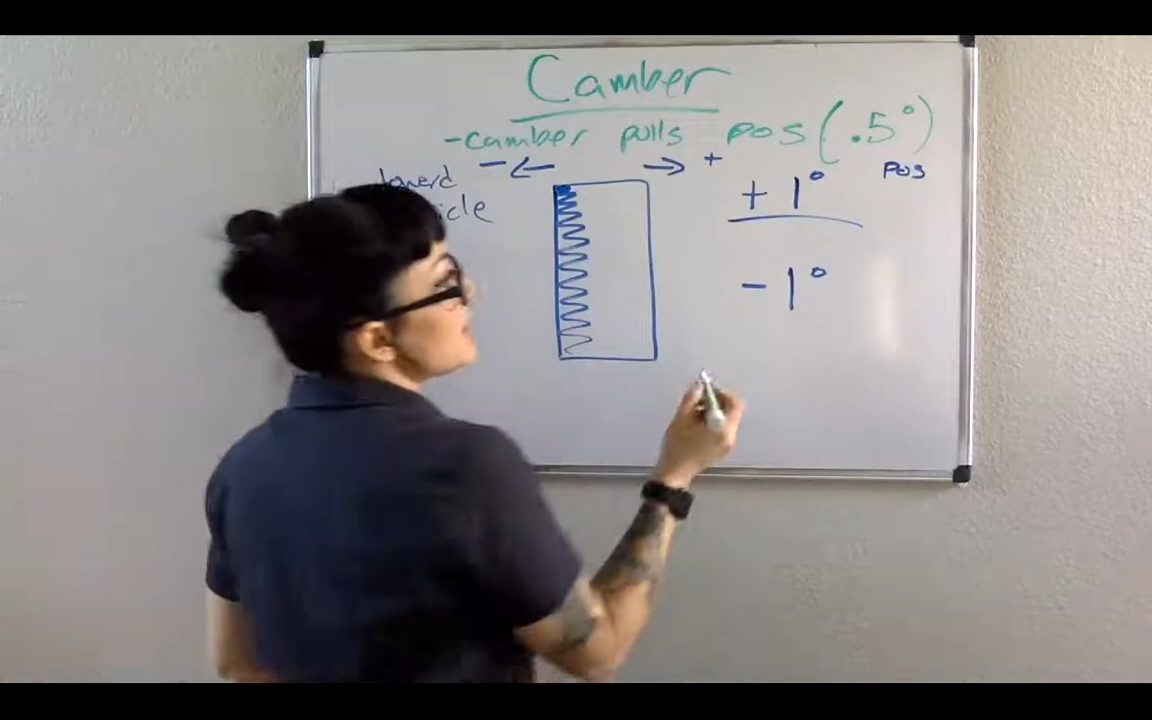 Camber
-camber pulls pos (.5°)
- ← → +
+ 1° pos
toward
- 1°